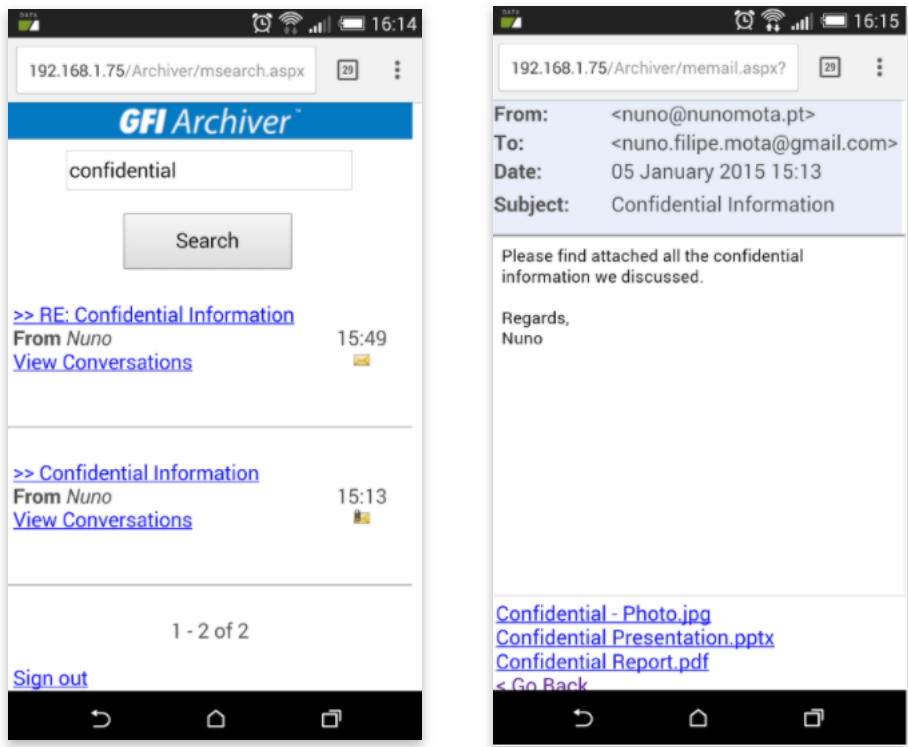 DATA
16:14
192.168.1.75/Archiver/msearch.aspx
29
GFI Archiver™
confidential
Search
>> RE: Confidential Information
From Nuno 15:49
View Conversations
>> Confidential Information
From Nuno 15:13
View Conversations
1 - 2 of 2
Sign out
DATA
16:15
192.168.1.75/Archiver/memail.aspx?
29
From: <nuno@nunomota.pt>
To: <nuno.filipe.mota@gmail.com>
Date: 05 January 2015 15:13
Subject: Confidential Information
Please find attached all the confidential
information we discussed.
Regards,
Nuno
Confidential - Photo.jpg
Confidential Presentation.pptx
Confidential Report.pdf
< Go Back